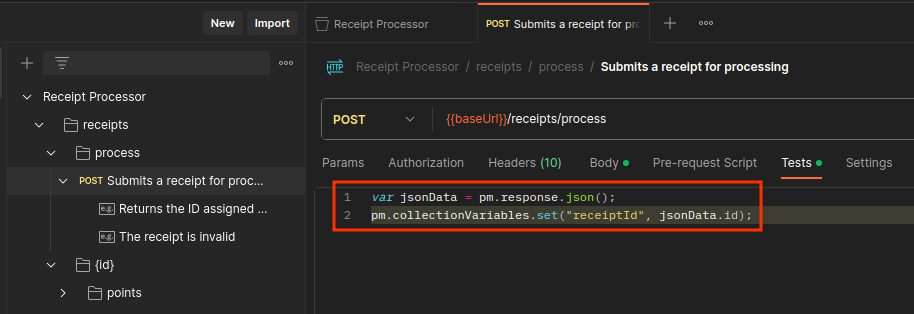 New Import
Receipt Processor
receipts
process
POST Submits a receipt for proc...
e.g. Returns the ID assigned ...
e.g. The receipt is invalid
{id}
points
Receipt Processor
POST Submits a receipt for pro
HTTP Receipt Processor / receipts / process / Submits a receipt for processing
POST {{baseUrl}}/receipts/process
Params Authorization Headers (10) Body Pre-request Script Tests Settings
1 var jsonData = pm.response.json();
2 pm.collectionVariables.set("receiptId", jsonData.id);